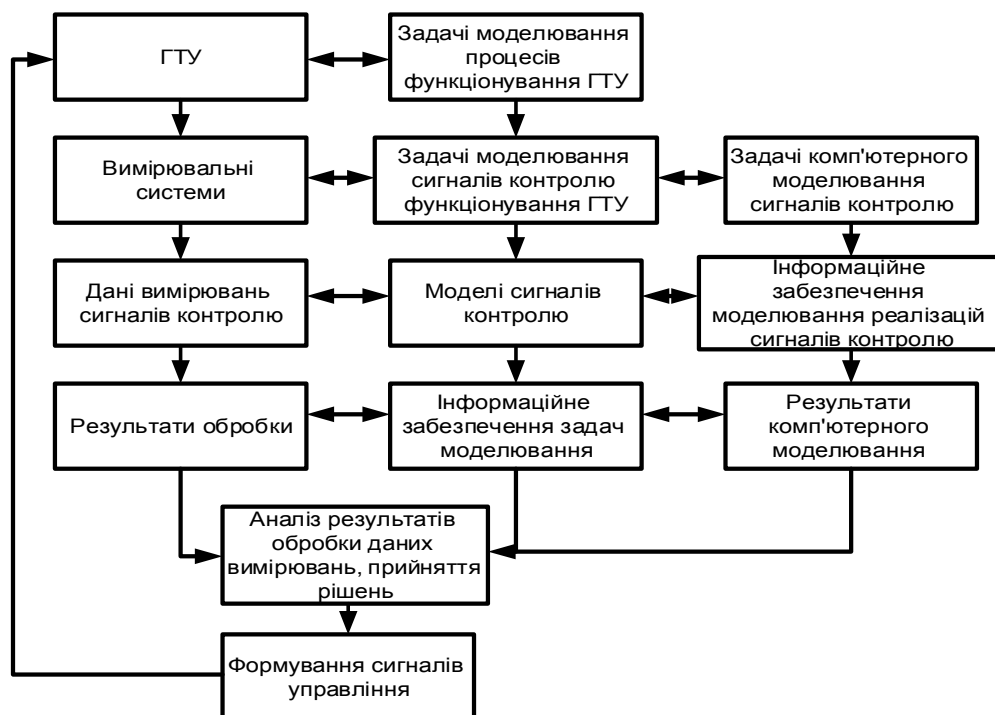 ГТУ
Задачі моделювання
процесів
функціонування ГТУ
Вимірювальні
системи
Задачі моделювання
сигналів контролю
функціонування ГТУ
Задачі комп'ютерного
моделювання
сигналів контролю
Дані вимірювань
сигналів контролю
Моделі сигналів
контролю
Інформаційне
забезпечення
моделювання реалізацій
сигналів контролю
Результати обробки
Інформаційне
забезпечення задач
моделювання
Результати
комп'ютерного
моделювання
Аналіз результатів
обробки даних
вимірювань, прийняття
рішень
Формування сигналів
управління